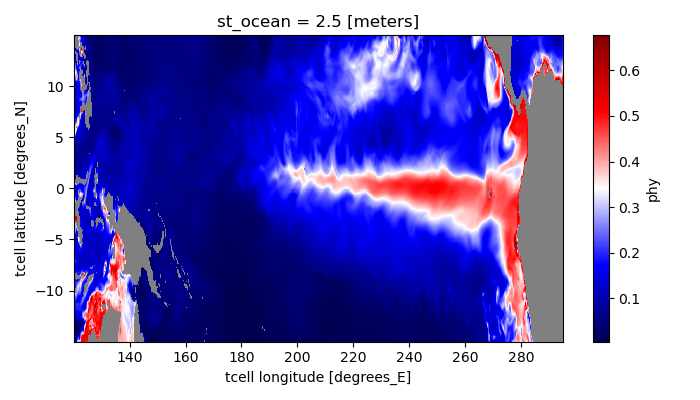 st_ocean = 2.5 [meters]
10
5
0
−5
−10
tcell latitude [degrees_N]
140 160 180 200 220 240 260 280
tcell longitude [degrees_E]
0.6
0.5
0.4
0.3
0.2
0.1
phy